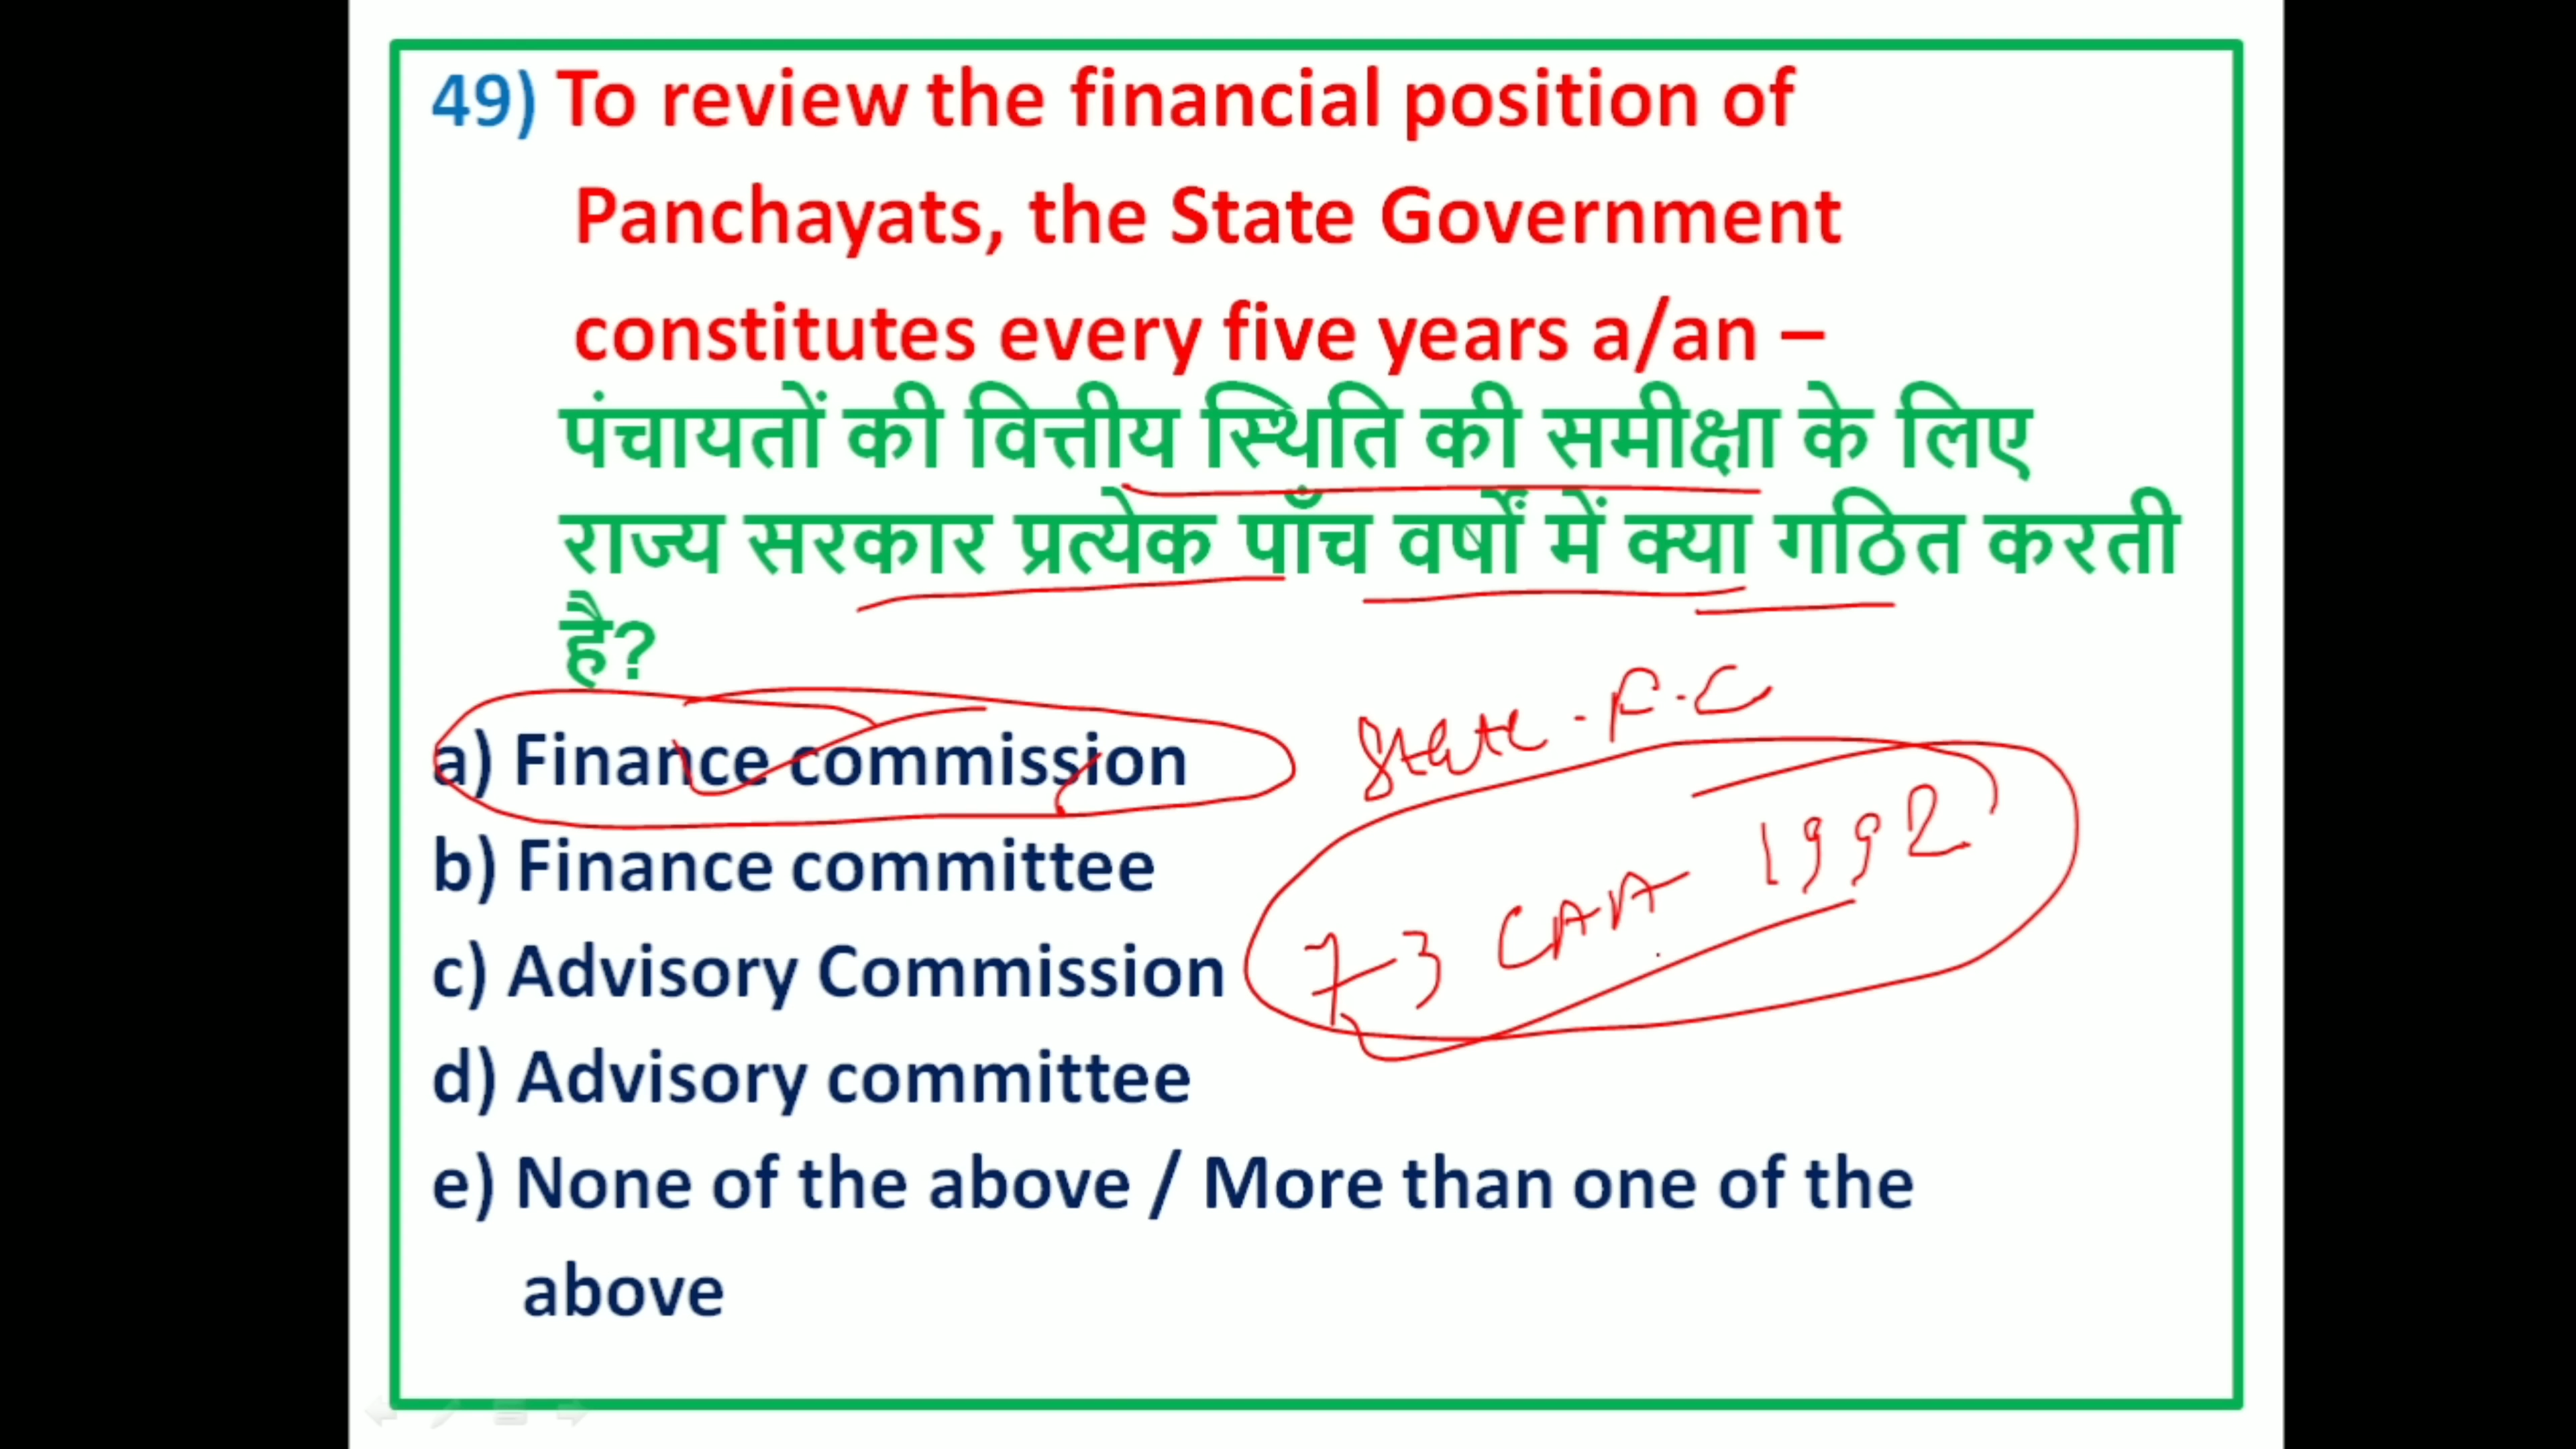 49) To review the financial position of
Panchayats, the State Government
constitutes every five years a/an –
पंचायतों की वित्तीय स्थिति की समीक्षा के लिए
राज्य सरकार प्रत्येक पाँच वर्षों में क्या गठित करती
है?
a) Finance commission
State - F.C
b) Finance committee
73 CAA 1992
c) Advisory Commission
d) Advisory committee
e) None of the above / More than one of the
above